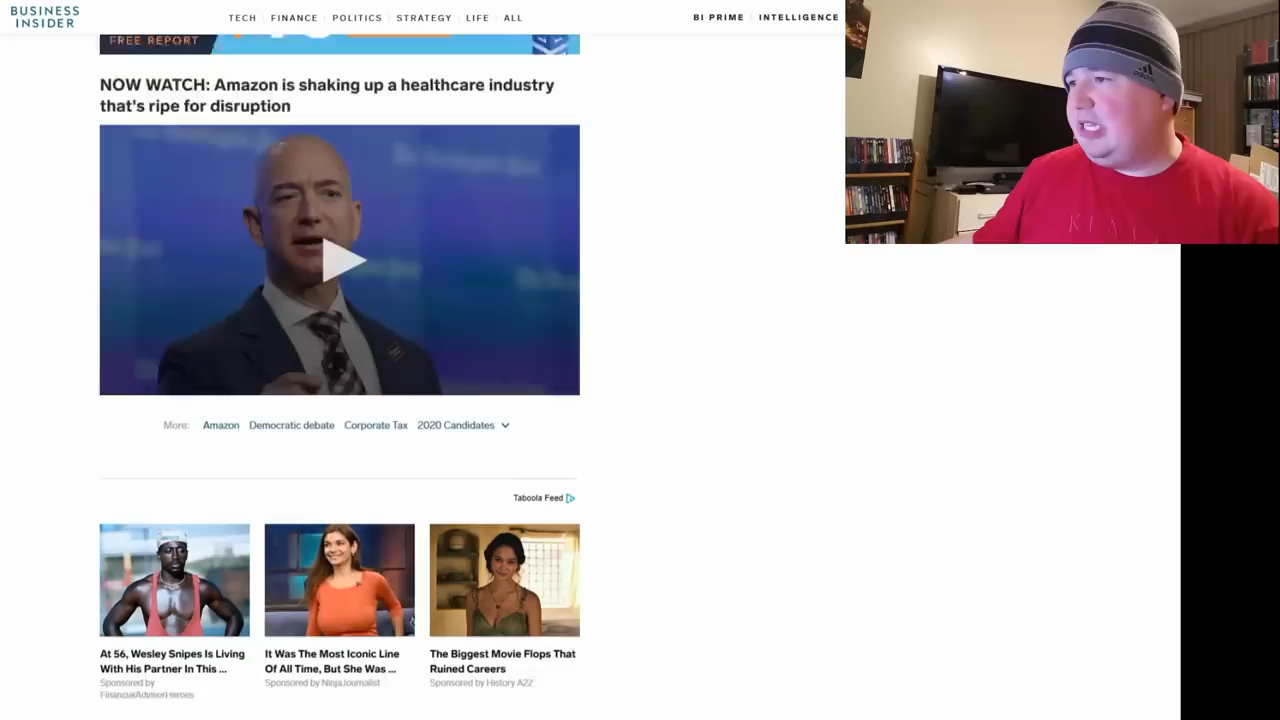 BUSINESS
INSIDER
TECH FINANCE POLITICS STRATEGY LIFE ALL
BI PRIME INTELLIGENCE
FREE REPORT
NOW WATCH: Amazon is shaking up a healthcare industry
that's ripe for disruption
More: Amazon Democratic debate Corporate Tax 2020 Candidates
Taboola Feed
At 56, Wesley Snipes Is Living
With His Partner In This ...
Sponsored by
FinancialAdvisorHeroes
It Was The Most Iconic Line
Of All Time, But She Was ...
Sponsored by NinjaJournalist
The Biggest Movie Flops That
Ruined Careers
Sponsored by History A2Z
adidas